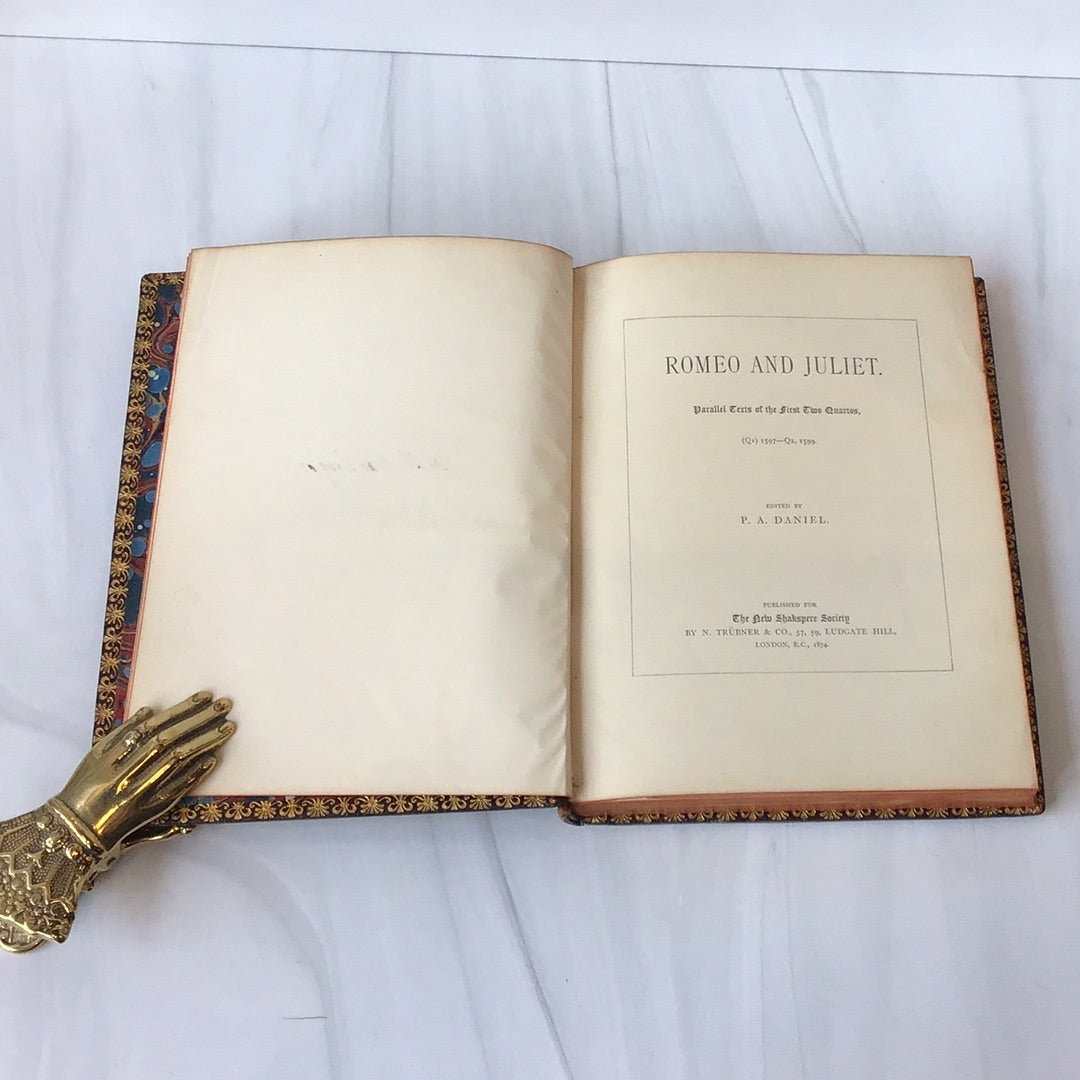 ROMEO AND JULIET.
Parallel Texts of the First Two Quartos,
(Q1) 1597—Q2, 1599.
EDITED BY
P. A. DANIEL.
PUBLISHED FOR
The New Shakspere Society
BY N. TRÜBNER & CO., 57, 59, LUDGATE HILL,
LONDON, E.C., 1874.